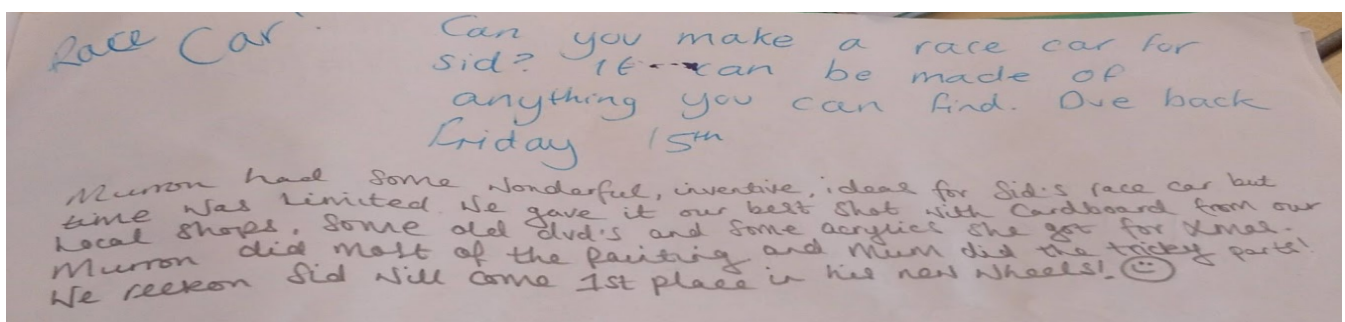 Race Car:
Can you make a race car for
sid? It can be made of
anything you can find. Due back
Friday 15th
Murron had some wonderful, inventive, ideas for Sid's race car but
time was limited. We gave it our best shot with Cardboard from our
Local shops, some old dvd's and some acrylics she got for Xmas.
Murron did most of the painting and Mum did the tricky parts!
We reckon Sid will come 1st place in his new wheels! ☺